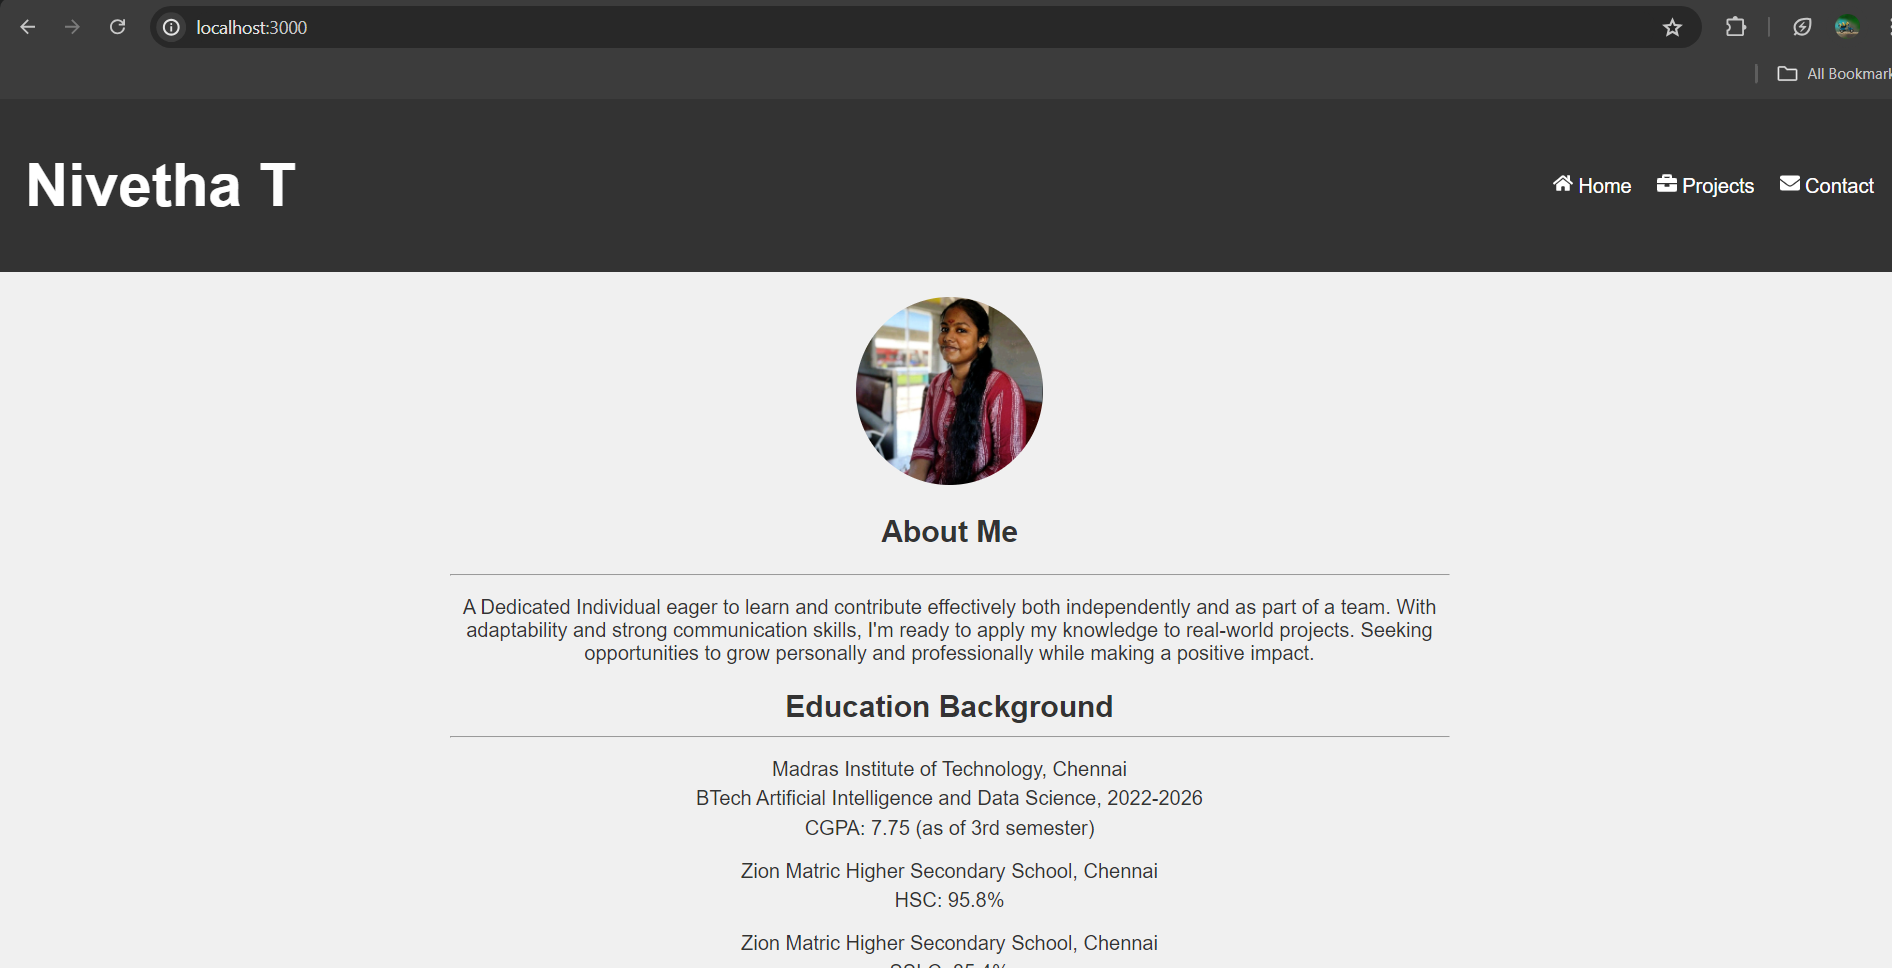 localhost:3000
All Bookmark
Nivetha T
Home Projects Contact
About Me
A Dedicated Individual eager to learn and contribute effectively both independently and as part of a team. With
adaptability and strong communication skills, I'm ready to apply my knowledge to real-world projects. Seeking
opportunities to grow personally and professionally while making a positive impact.
Education Background
Madras Institute of Technology, Chennai
BTech Artificial Intelligence and Data Science, 2022-2026
CGPA: 7.75 (as of 3rd semester)
Zion Matric Higher Secondary School, Chennai
HSC: 95.8%
Zion Matric Higher Secondary School, Chennai